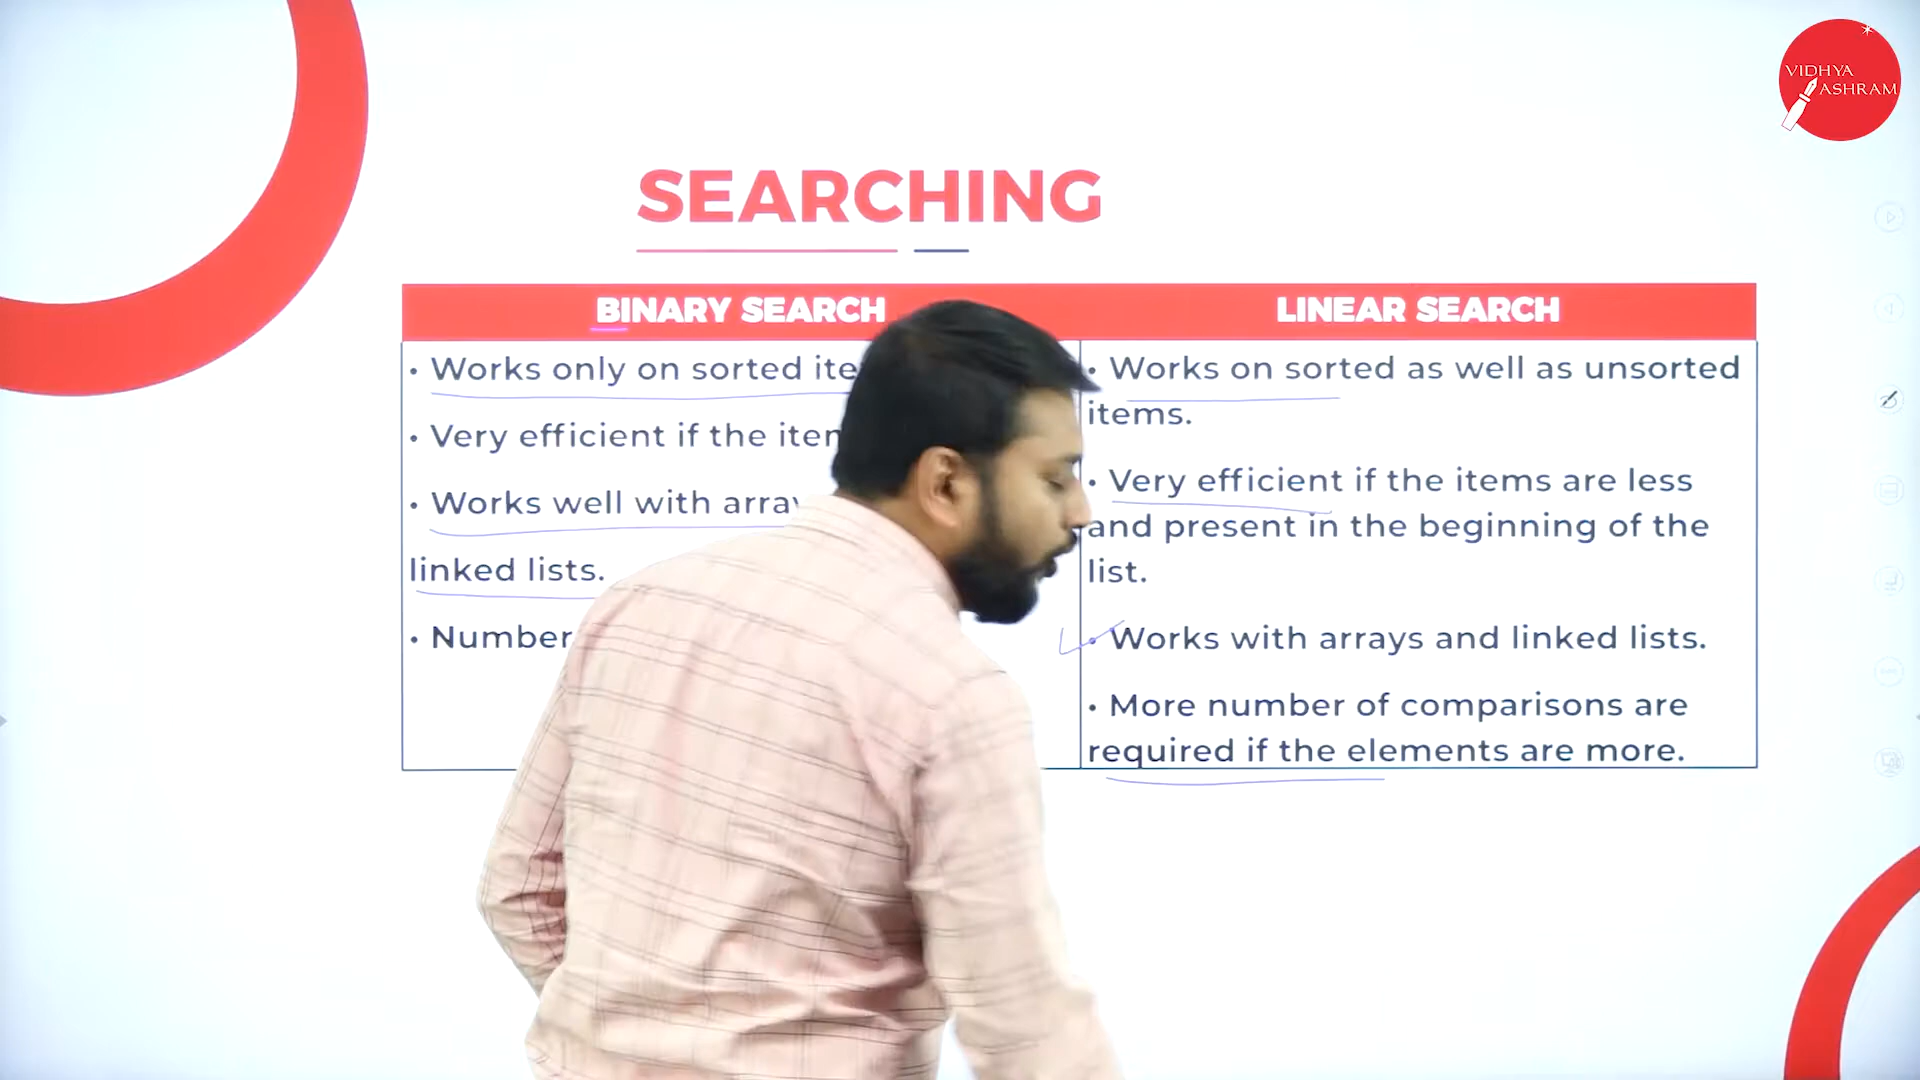 VIDHYA
ASHRAM
SEARCHING
BINARY SEARCH
• Works only on sorted
• Very efficient if the
• Works well with
linked lists.
• Number
LINEAR SEARCH
• Works on sorted as well as unsorted
items.
• Very efficient if the items are less
and present in the beginning of the
list.
• Works with arrays and linked lists.
• More number of comparisons are
required if the elements are more.